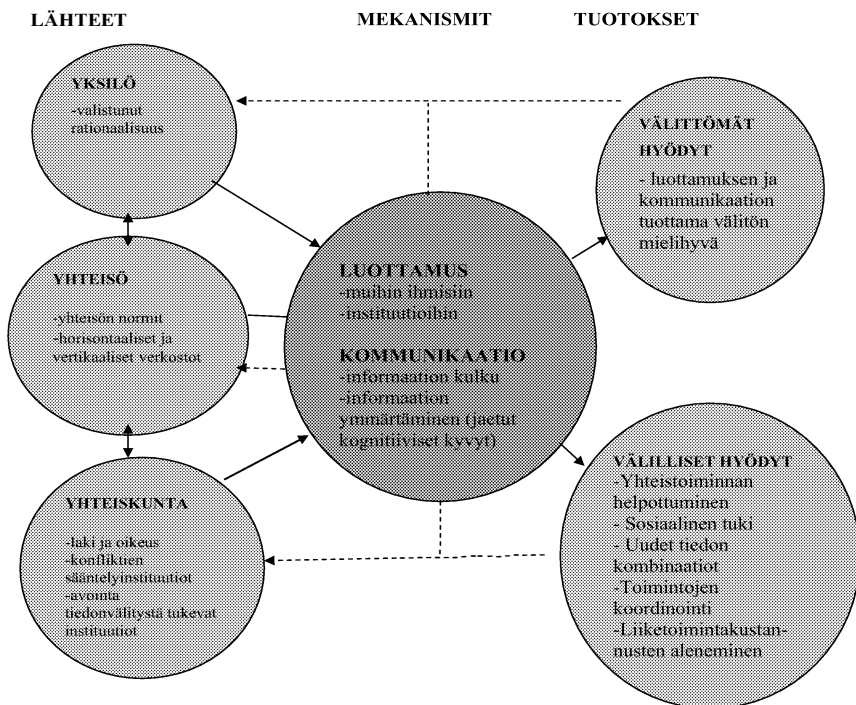 LÄHTEET
MEKANISMIT
TUOTOKSET
YKSILÖ
-valistunut
rationaalisuus
YHTEISÖ
-yhteisön normit
-horisontaaliset ja
vertikaaliset verkostot
YHTEISKUNTA
-laki ja oikeus
-konfliktien
sääntelyinstituutiot
-avointa
tiedonvälitystä tukevat
instituutiot
LUOTTAMUS
-muihin ihmisiin
-instituutioihin
KOMMUNIKAATIO
-informaation kulku
-informaation
ymmärtäminen (jaetut
kognitiiviset kyvyt)
VÄLITTÖMÄT
HYÖDYT
- luottamuksen ja
kommunikaation
tuottama välitön
mielihyvä
VÄLILLISET HYÖDYT
-Yhteistoiminnan
helpottuminen
- Sosiaalinen tuki
- Uudet tiedon
kombinaatiot
-Toimintojen
koordinointi
-Liiketoimintakustan-
nusten aleneminen